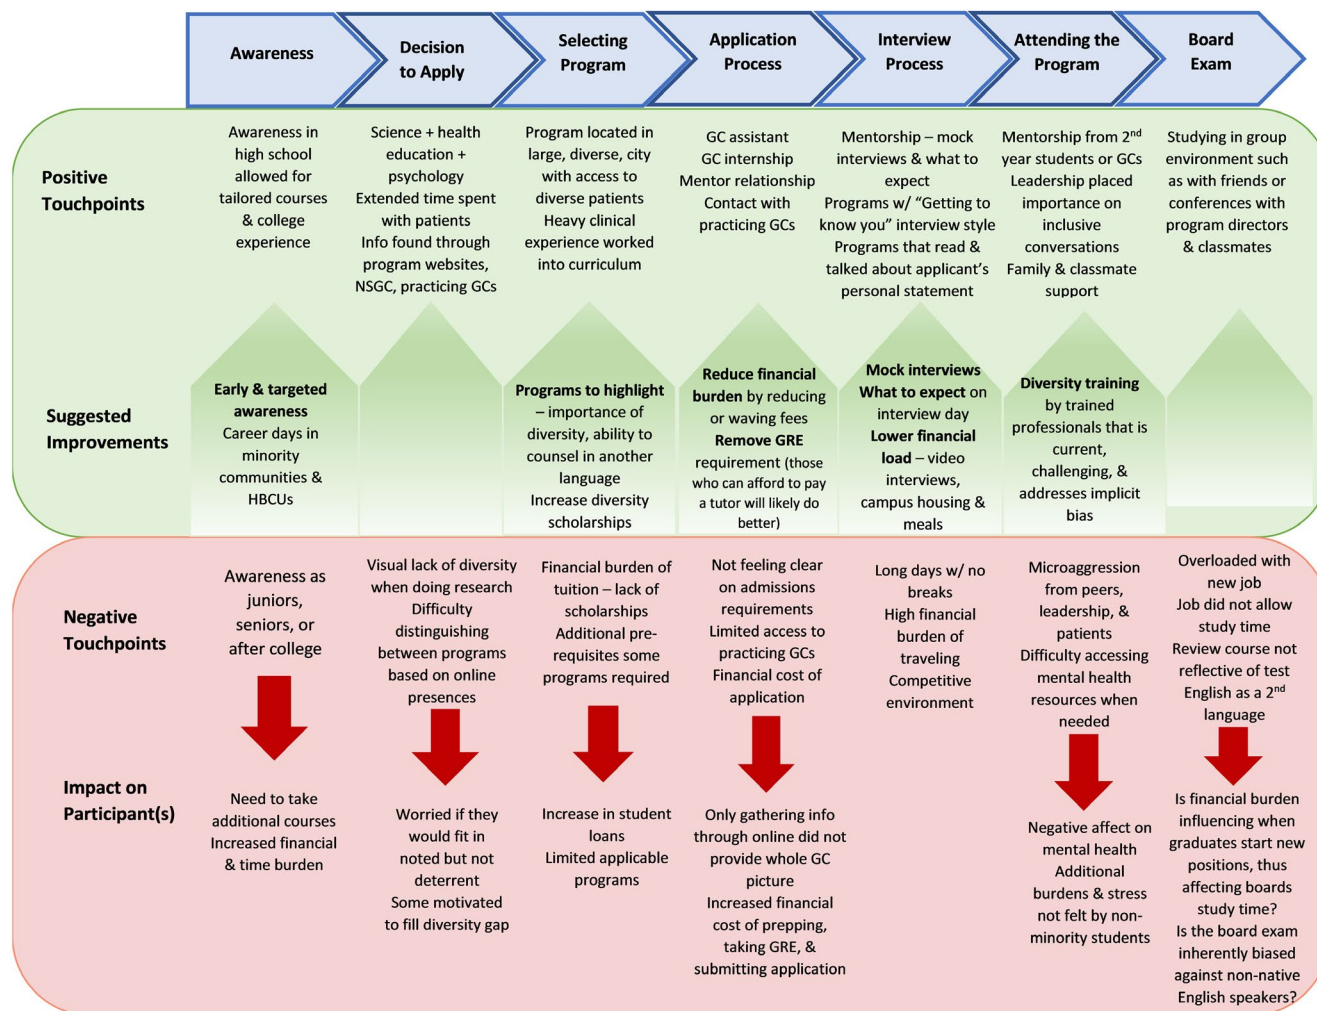 Awareness
Decision
to Apply
Selecting
Program
Application
Process
Interview
Process
Attending the
Program
Board
Exam
Positive
Touchpoints
Awareness in
high school
allowed for
tailored courses
& college
experience
Science + health
education +
psychology
Extended time spent
with patients
Info found through
program websites,
NSGC, practicing GCs
Program located in
large, diverse, city
with access to
diverse patients
Heavy clinical
experience worked
into curriculum
GC assistant
GC internship
Mentor relationship
Contact with
practicing GCs
Mentorship – mock
interviews & what to
expect
Programs w/ “Getting to
know you” interview style
Programs that read &
talked about applicant’s
personal statement
Mentorship from 2nd
year students or GCs
Leadership placed
importance on
inclusive
conversations
Family & classmate
support
Studying in group
environment such
as with friends or
conferences with
program directors
& classmates
Suggested
Improvements
Early & targeted
awareness
Career days in
minority
communities &
HBCUs
Programs to highlight
– importance of
diversity, ability to
counsel in another
language
Increase diversity
scholarships
Reduce financial
burden by reducing
or waving fees
Remove GRE
requirement (those
who can afford to pay
a tutor will likely do
better)
Mock interviews
What to expect on
interview day
Lower financial
load – video
interviews,
campus housing &
meals
Diversity training
by trained
professionals that is
current,
challenging, &
addresses implicit
bias
Negative
Touchpoints
Awareness as
juniors,
seniors, or
after college
Visual lack of diversity
when doing research
Difficulty
distinguishing
between programs
based on online
presences
Financial burden of
tuition – lack of
scholarships
Additional pre-
requisites some
programs required
Not feeling clear
on admissions
requirements
Limited access to
practicing GCs
Financial cost of
application
Long days w/ no
breaks
High financial
burden of
traveling
Competitive
environment
Microaggression
from peers,
leadership, &
patients
Difficulty accessing
mental health
resources when
needed
Overloaded with
new job
Job did not allow
study time
Review course not
reflective of test
English as a 2nd
language
Impact on
Participant(s)
Need to take
additional courses
Increased financial
& time burden
Worried if they
would fit in
noted but not
deterrent
Some motivated
to fill diversity gap
Increase in student
loans
Limited applicable
programs
Only gathering info
through online did not
provide whole GC
picture
Increased financial
cost of prepping,
taking GRE, &
submitting application
Negative affect on
mental health
Additional
burdens & stress
not felt by non-
minority students
Is financial burden
influencing when
graduates start new
positions, thus
affecting boards
study time?
Is the board exam
inherently biased
against non-native
English speakers?